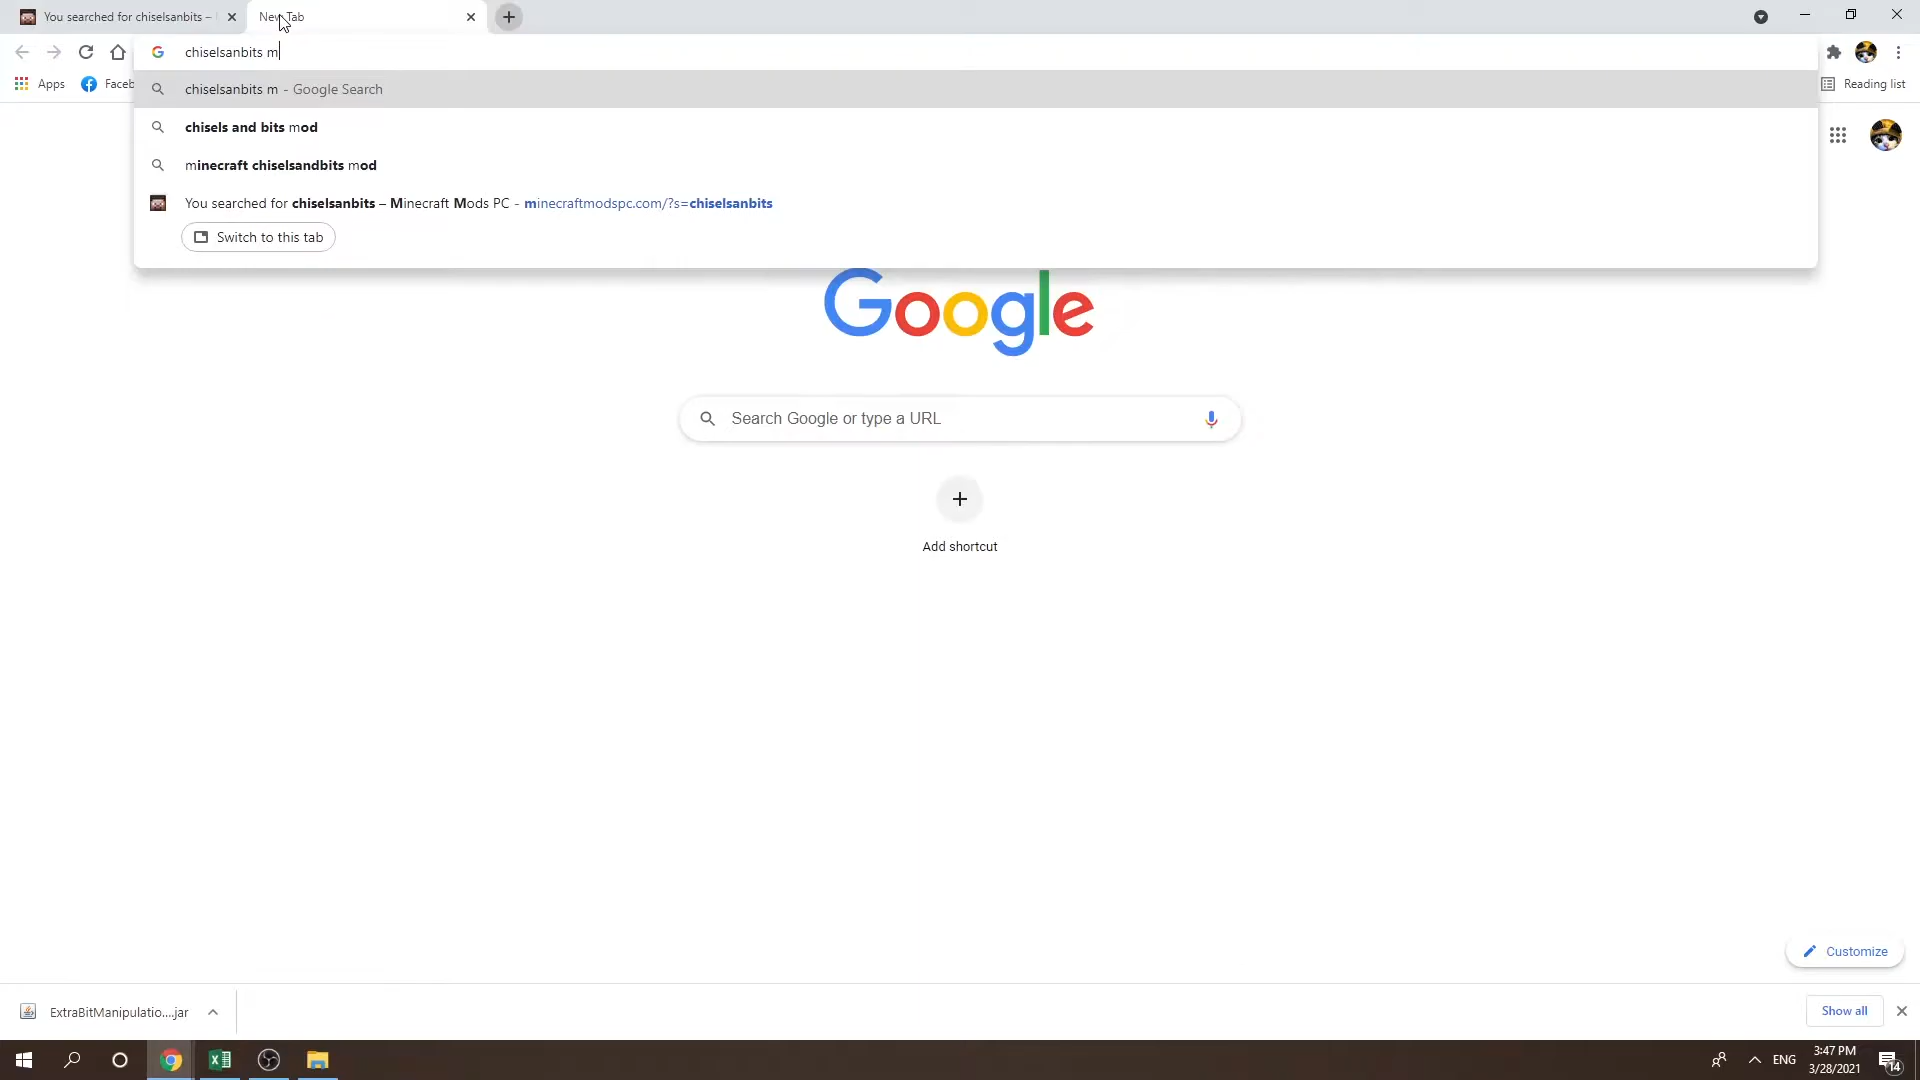 You searched for chiselsanbits –
New Tab
chiselsanbits m
Apps
Faceb
Reading list
chiselsanbits m - Google Search
chisels and bits mod
minecraft chiselsandbits mod
You searched for chiselsanbits – Minecraft Mods PC - minecraftmodspc.com/?s=chiselsanbits
Switch to this tab
Google
Search Google or type a URL
Add shortcut
Customize
ExtraBitManipulatio....jar
Show all
ENG
3:47 PM
3/28/2021
14